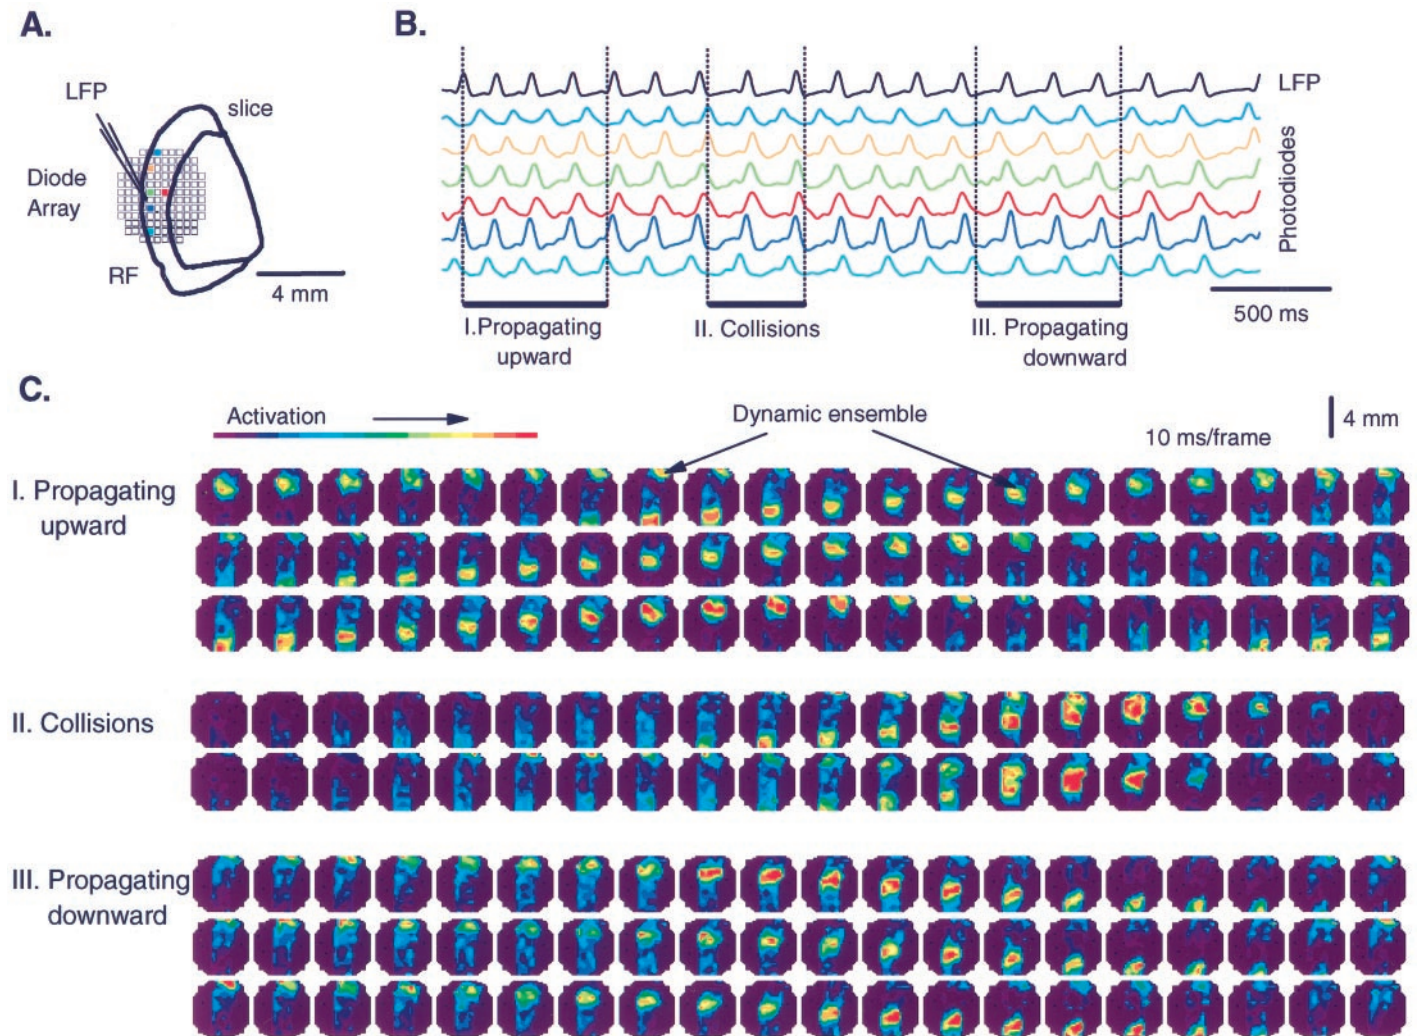 A.
LFP
slice
Diode
Array
RF
4 mm
B.
LFP
Photodiodes
I.Propagating
upward
II. Collisions
III. Propagating
downward
500 ms
C.
Activation
Dynamic ensemble
10 ms/frame
4 mm
I. Propagating
upward
II. Collisions
III. Propagating
downward